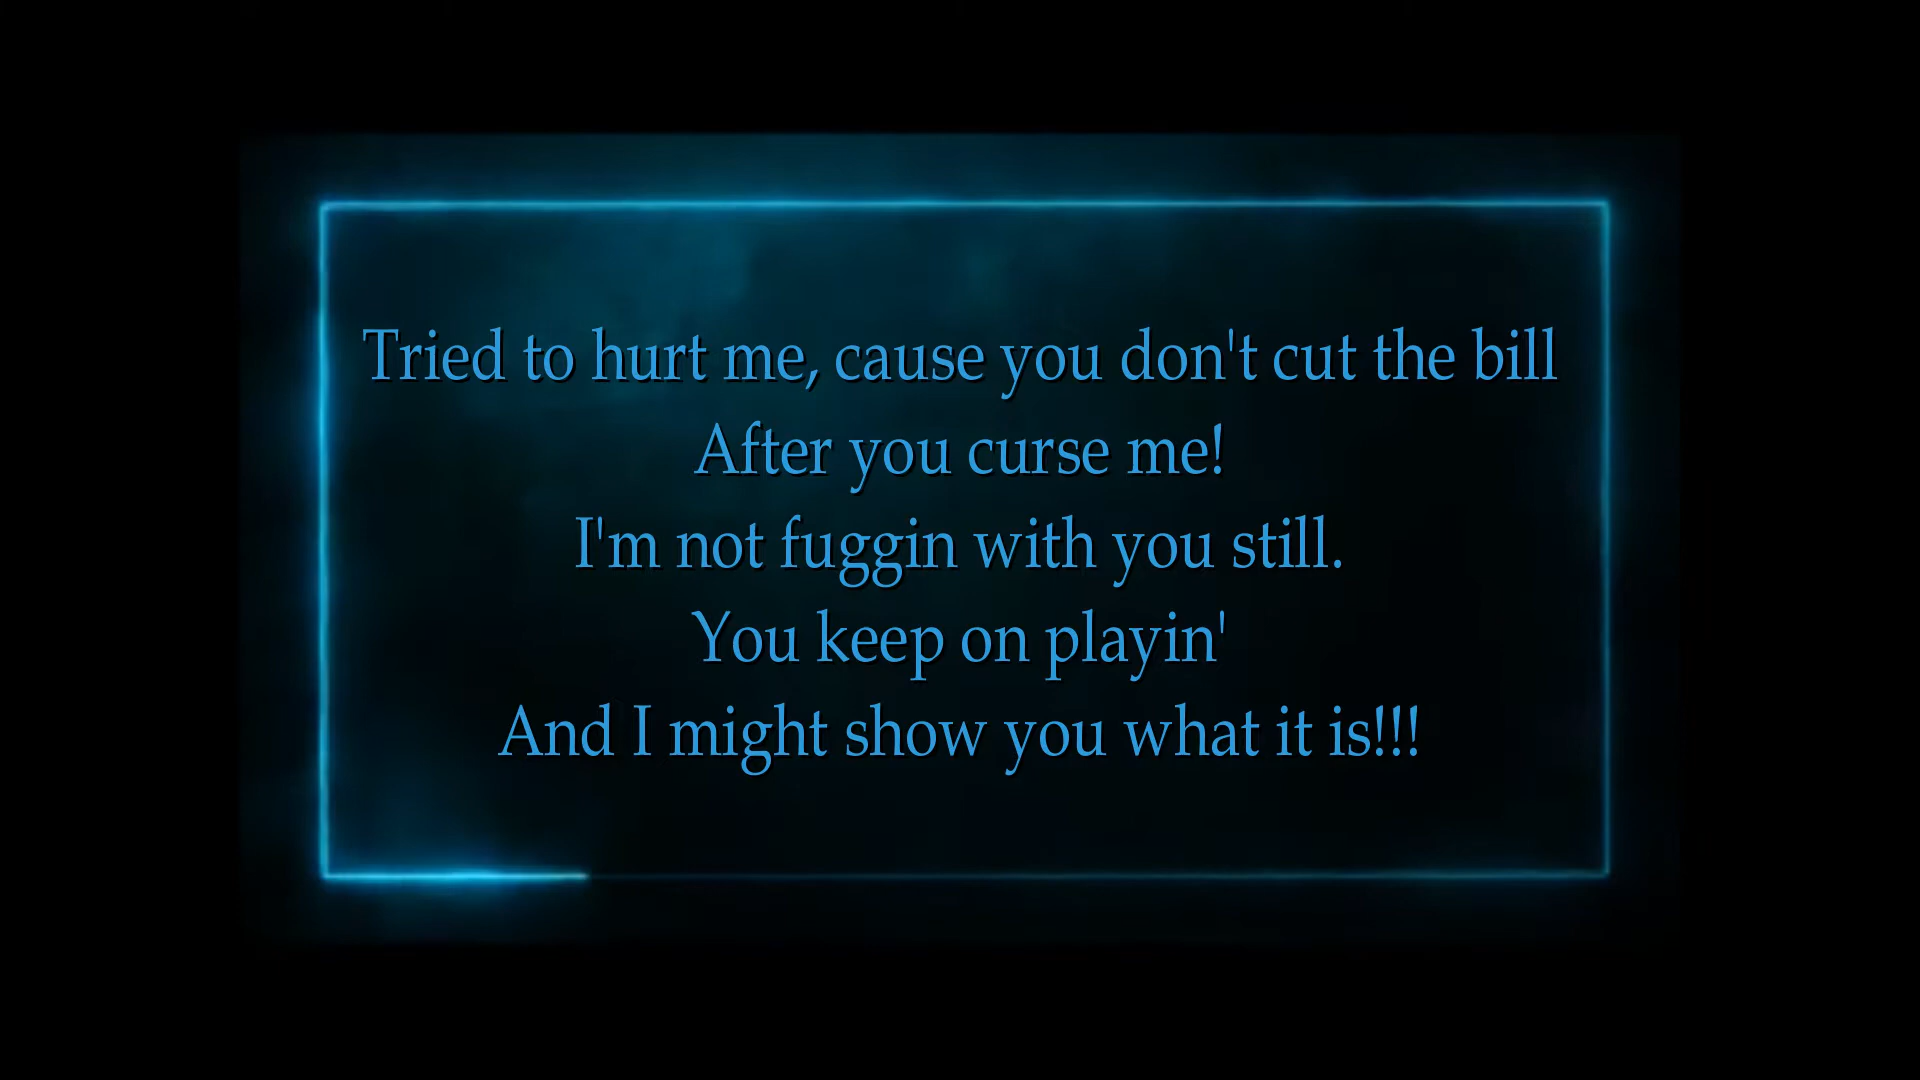 Tried to hurt me, cause you don't cut the bill
After you curse me!
I'm not fuggin with you still.
You keep on playin'
And I might show you what it is!!!